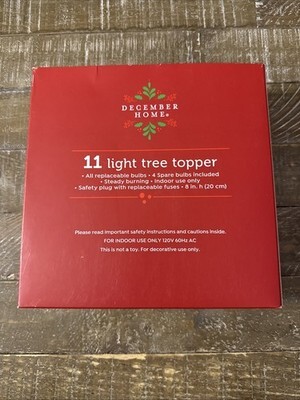 DECEMBER
HOME®
11 light tree topper
• All replaceable bulbs • 4 Spare bulbs included
• Steady burning • Indoor use only
• Safety plug with replaceable fuses • 8 in. h (20 cm)
Please read important safety instructions and cautions inside.
FOR INDOOR USE ONLY 120V 60Hz AC
This is not a toy. For decorative use only.